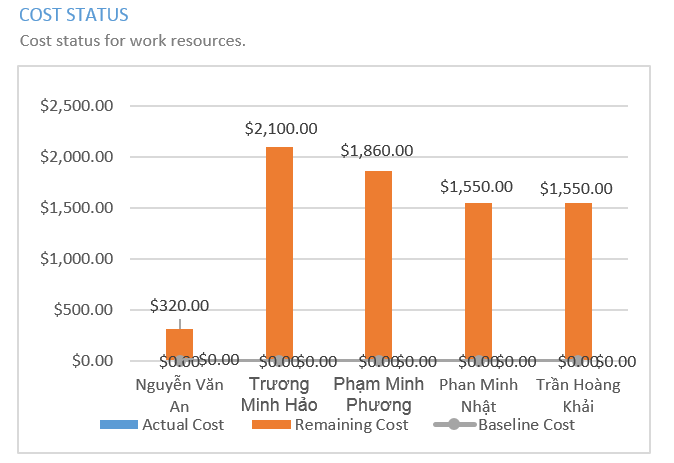 COST STATUS
Cost status for work resources.
$2,500.00
$2,000.00
$1,500.00
$1,000.00
$500.00
$0.00
$320.00
$2,100.00
$1,860.00
$1,550.00
$1,550.00
$0.00 $0.00 $0.00 $0.00 $0.00 $0.00 $0.00 $0.00 $0.00 $0.00
Nguyễn Văn An
Trương Minh Hảo
Phạm Minh Phương
Phan Minh Nhật
Trần Hoàng Khải
Actual Cost Remaining Cost Baseline Cost